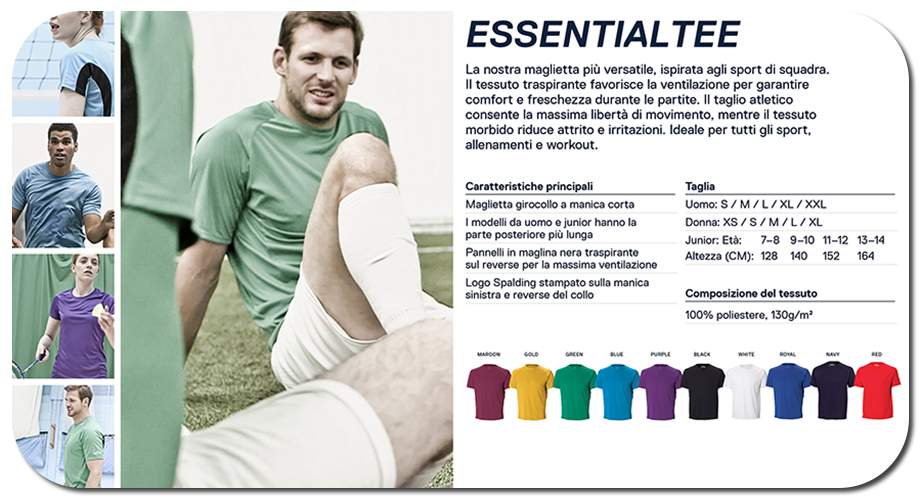 ESSENTIALTEE
La nostra maglietta più versatile, ispirata agli sport di squadra.
Il tessuto traspirante favorisce la ventilazione per garantire
comfort e freschezza durante le partite. Il taglio atletico
consente la massima libertà di movimento, mentre il tessuto
morbido riduce attrito e irritazioni. Ideale per tutti gli sport,
allenamenti e workout.
Caratteristiche principali
Maglietta girocollo a manica corta
I modelli da uomo e junior hanno la
parte posteriore più lunga
Pannelli in maglina nera traspirante
sul reverse per la massima ventilazione
Logo Spalding stampato sulla manica
sinistra e reverse del collo
Taglia
Uomo: S / M / L / XL / XXL
Donna: XS / S / M / L / XL
Junior: Età: 7–8 9–10 11–12 13–14
Altezza (CM): 128 140 152 164
Composizione del tessuto
100% poliestere, 130g/m²
MAROON GOLD GREEN BLUE PURPLE BLACK WHITE ROYAL NAVY RED